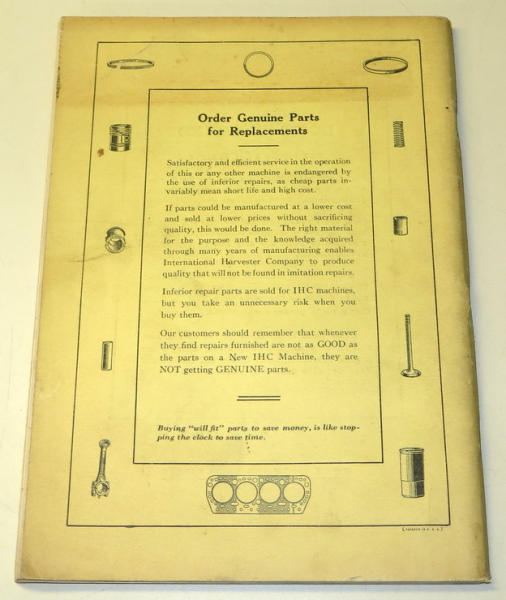 Order Genuine Parts
for Replacements
Satisfactory and efficient service in the operation
of this or any other machine is endangered by
the use of inferior repairs, as cheap parts in-
variably mean short life and high cost.
If parts could be manufactured at a lower cost
and sold at lower prices without sacrificing
quality, this would be done. The right material
for the purpose and the knowledge acquired
through many years of manufacturing enables
International Harvester Company to produce
quality that will not be found in imitation repairs.
Inferior repair parts are sold for IHC machines,
but you take an unnecessary risk when you
buy them.
Our customers should remember that whenever
they find repairs furnished are not as GOOD as
the parts on a New IHC Machine, they are
NOT getting GENUINE parts.
Buying "will fit" parts to save money, is like stop-
ping the clock to save time.